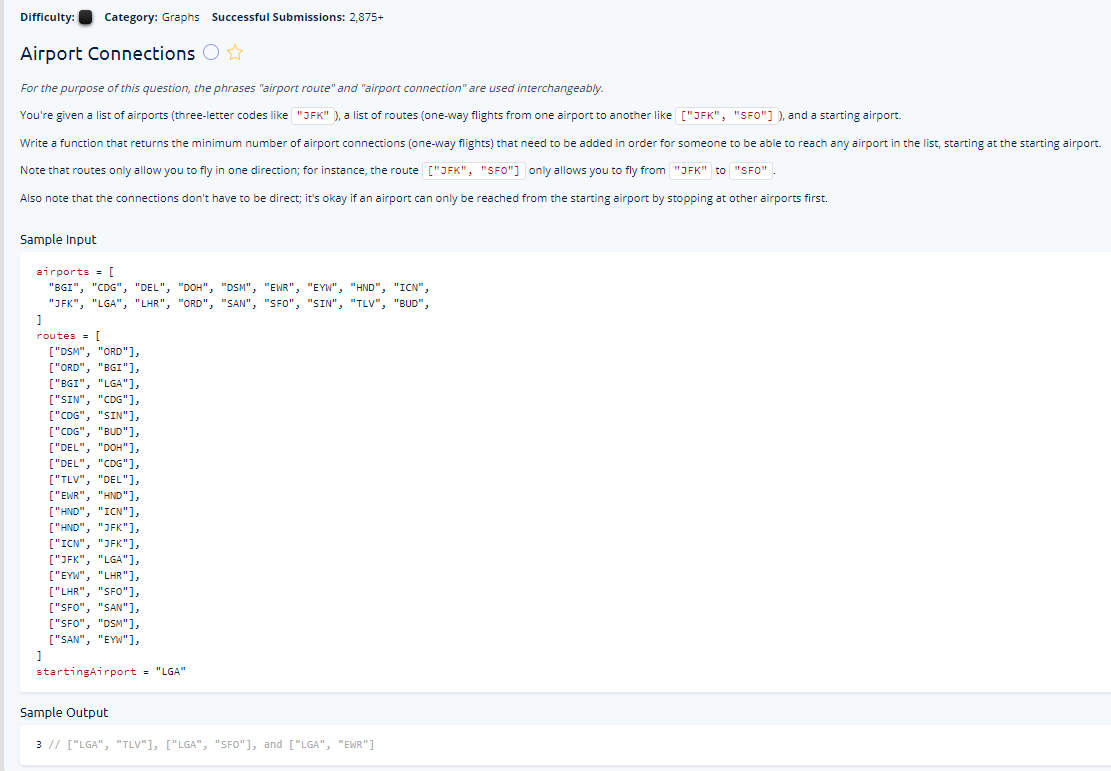 Difficulty: Category: Graphs Successful Submissions: 2,875+
Airport Connections
For the purpose of this question, the phrases "airport route" and "airport connection" are used interchangeably.
You're given a list of airports (three-letter codes like "JFK" ), a list of routes (one-way flights from one airport to another like ["JFK", "SFO"] ), and a starting airport.
Write a function that returns the minimum number of airport connections (one-way flights) that need to be added in order for someone to be able to reach any airport in the list, starting at the starting airport.
Note that routes only allow you to fly in one direction; for instance, the route ["JFK", "SFO"] only allows you to fly from "JFK" to "SFO" .
Also note that the connections don't have to be direct; it's okay if an airport can only be reached from the starting airport by stopping at other airports first.
Sample Input
airports = [
"BGI", "CDG", "DEL", "DOH", "DSM", "EWR", "EYW", "HND", "ICN",
"JFK", "LGA", "LHR", "ORD", "SAN", "SFO", "SIN", "TLV", "BUD",
]
routes = [
["DSM", "ORD"],
["ORD", "BGI"],
["BGI", "LGA"],
["SIN", "CDG"],
["CDG", "SIN"],
["CDG", "BUD"],
["DEL", "DOH"],
["DEL", "CDG"],
["TLV", "DEL"],
["EWR", "HND"],
["HND", "ICN"],
["HND", "JFK"],
["ICN", "JFK"],
["JFK", "LGA"],
["EYW", "LHR"],
["LHR", "SFO"],
["SFO", "SAN"],
["SFO", "DSM"],
["SAN", "EYW"],
]
startingAirport = "LGA"
Sample Output
3 // ["LGA", "TLV"], ["LGA", "SFO"], and ["LGA", "EWR"]